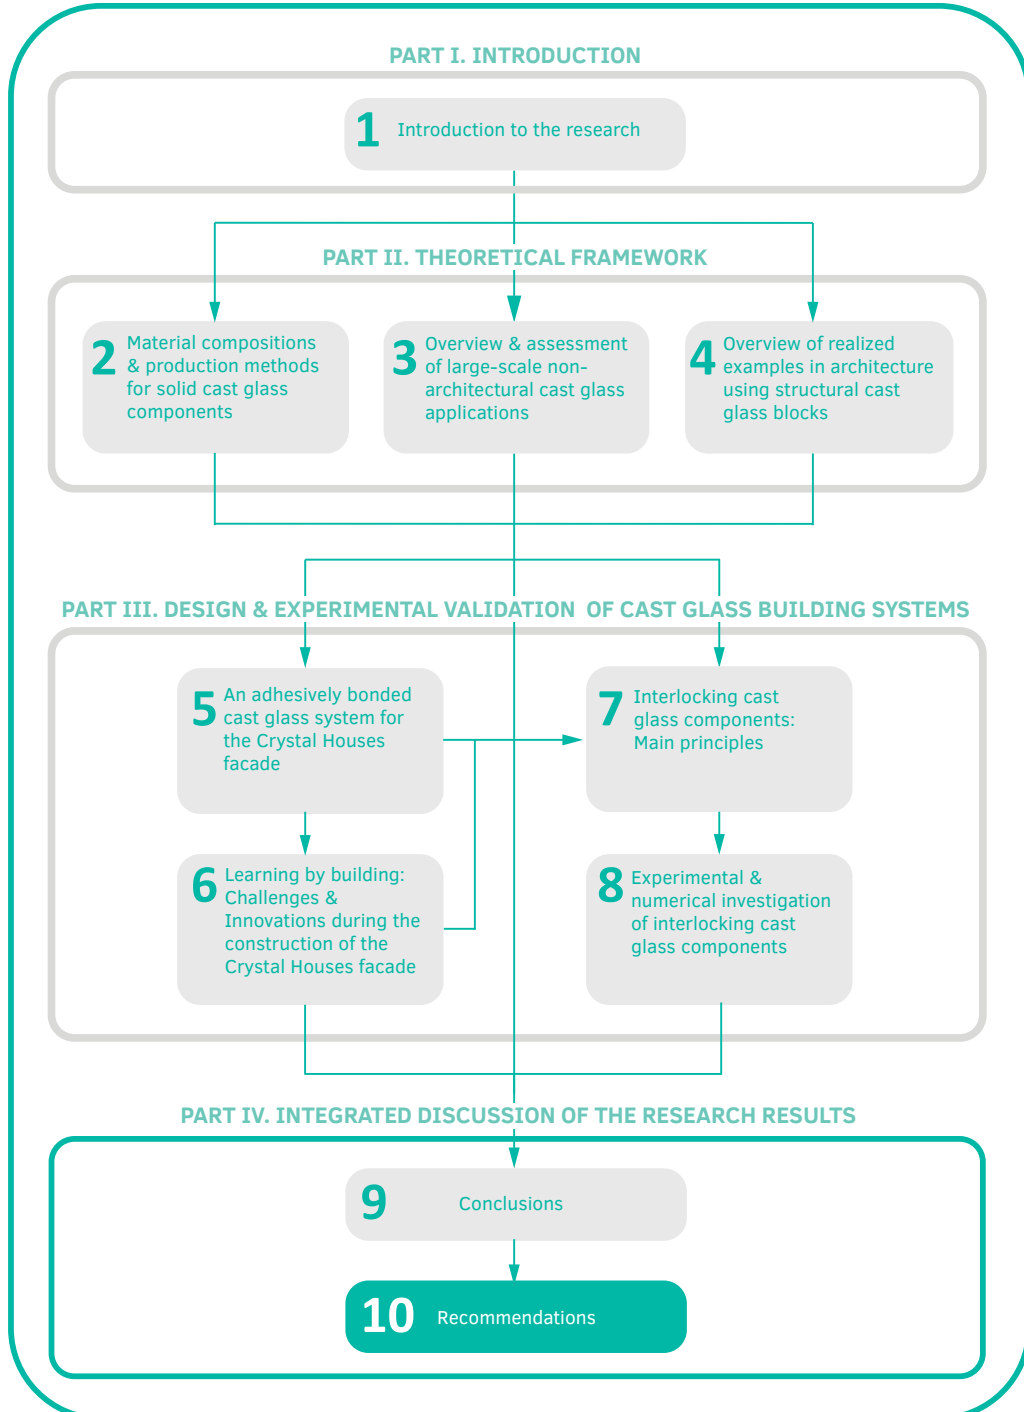 PART I. INTRODUCTION
1 Introduction to the research
PART II. THEORETICAL FRAMEWORK
2 Material compositions
& production methods
for solid cast glass
components
3 Overview & assessment
of large-scale non-
architectural cast glass
applications
4 Overview of realized
examples in architecture
using structural cast
glass blocks
PART III. DESIGN & EXPERIMENTAL VALIDATION OF CAST GLASS BUILDING SYSTEMS
5 An adhesively bonded
cast glass system for
the Crystal Houses
facade
6 Learning by building:
Challenges &
Innovations during the
construction of the
Crystal Houses facade
7 Interlocking cast
glass components:
Main principles
8 Experimental &
numerical investigation
of interlocking cast
glass components
PART IV. INTEGRATED DISCUSSION OF THE RESEARCH RESULTS
9 Conclusions
10 Recommendations